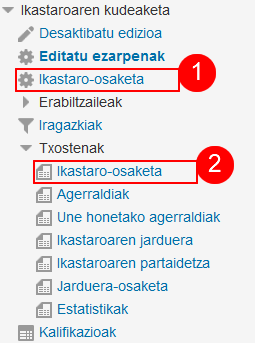 Ikastaroaren kudeaketa
Desaktibatu edizioa
Editatu ezarpenak
Ikastaro-osaketa
1
Erabiltzaileak
Iragazkiak
Txostenak
Ikastaro-osaketa
2
Agerraldiak
Une honetako agerraldiak
Ikastaroaren jarduera
Ikastaroaren partaidetza
Jarduera-osaketa
Estatistikak
Kalifikazioak